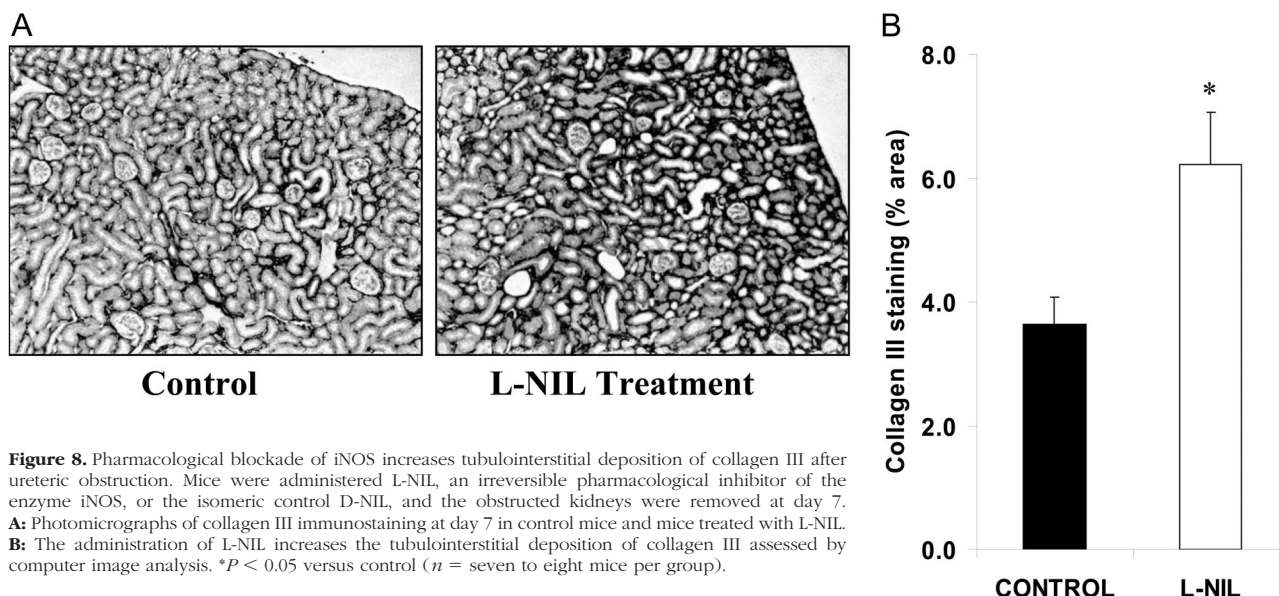 A
Control
L-NIL Treatment
Figure 8. Pharmacological blockade of iNOS increases tubulointerstitial deposition of collagen III after
ureteric obstruction. Mice were administered L-NIL, an irreversible pharmacological inhibitor of the
enzyme iNOS, or the isomeric control D-NIL, and the obstructed kidneys were removed at day 7.
A: Photomicrographs of collagen III immunostaining at day 7 in control mice and mice treated with L-NIL.
B: The administration of L-NIL increases the tubulointerstitial deposition of collagen III assessed by
computer image analysis. *P < 0.05 versus control (n = seven to eight mice per group).
B
Collagen III staining (% area)
8.0
6.0
4.0
2.0
0.0
*
CONTROL
L-NIL